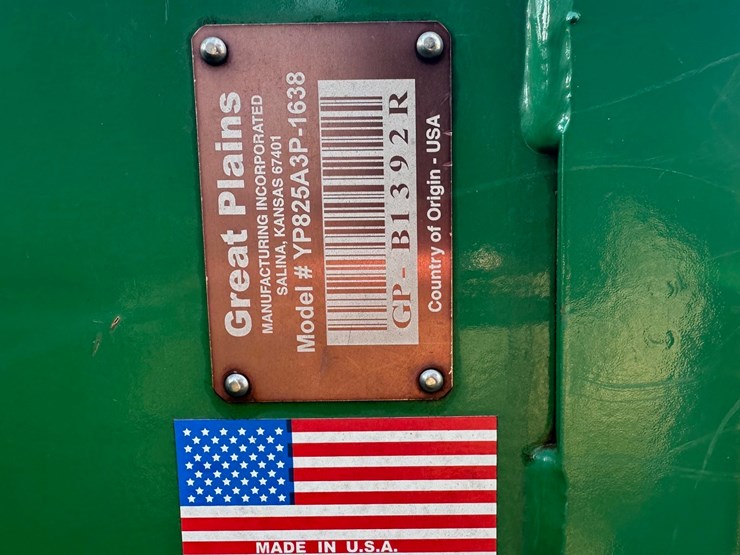 Great Plains
MANUFACTURING INCORPORATED
SALINA, KANSAS 67401
Model # YP825A3P-1638
GP- B1392R
Country of Origin - USA
MADE IN U.S.A.